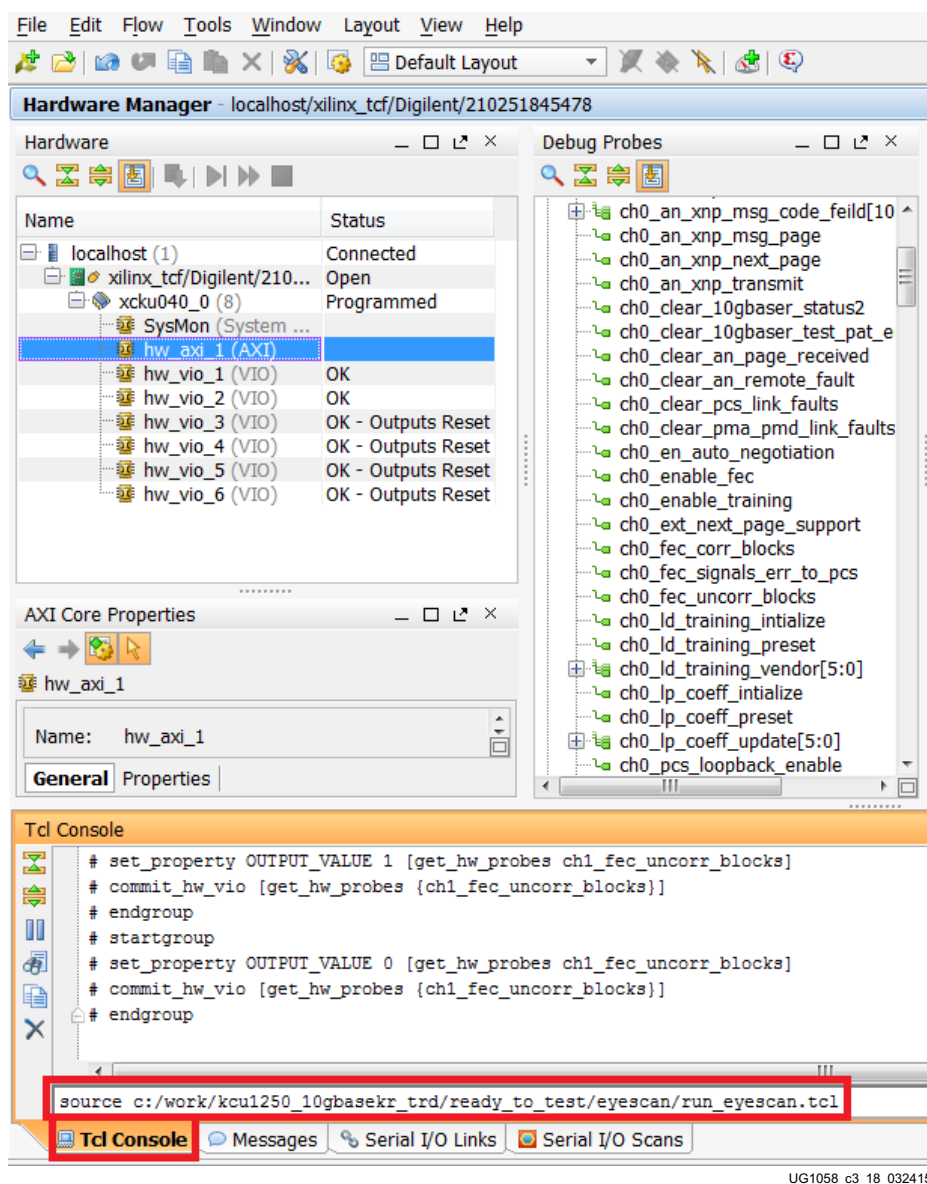 File Edit Flow Tools Window Layout View Help
Default Layout
Hardware Manager - localhost/xilinx_tcf/Digilent/210251845478
Hardware
Name Status
localhost (1) Connected
xilinx_tcf/Digilent/210... Open
xcku040_0 (8) Programmed
SysMon (System ...
hw_axi_1 (AXI)
hw_vio_1 (VIO) OK
hw_vio_2 (VIO) OK
hw_vio_3 (VIO) OK - Outputs Reset
hw_vio_4 (VIO) OK - Outputs Reset
hw_vio_5 (VIO) OK - Outputs Reset
hw_vio_6 (VIO) OK - Outputs Reset
AXI Core Properties
hw_axi_1
Name: hw_axi_1
General Properties
Debug Probes
ch0_an_xnp_msg_code_feild[10
ch0_an_xnp_msg_page
ch0_an_xnp_next_page
ch0_an_xnp_transmit
ch0_clear_10gbaser_status2
ch0_clear_10gbaser_test_pat_e
ch0_clear_an_page_received
ch0_clear_an_remote_fault
ch0_clear_pcs_link_faults
ch0_clear_pma_pmd_link_faults
ch0_en_auto_negotiation
ch0_enable_fec
ch0_enable_training
ch0_ext_next_page_support
ch0_fec_corr_blocks
ch0_fec_signals_err_to_pcs
ch0_fec_uncorr_blocks
ch0_ld_training_intialize
ch0_ld_training_preset
ch0_ld_training_vendor[5:0]
ch0_lp_coeff_intialize
ch0_lp_coeff_preset
ch0_lp_coeff_update[5:0]
ch0_pcs_loopback_enable
Tcl Console
# set_property OUTPUT_VALUE 1 [get_hw_probes ch1_fec_uncorr_blocks]
# commit_hw_vio [get_hw_probes {ch1_fec_uncorr_blocks}]
# endgroup
# startgroup
# set_property OUTPUT_VALUE 0 [get_hw_probes ch1_fec_uncorr_blocks]
# commit_hw_vio [get_hw_probes {ch1_fec_uncorr_blocks}]
# endgroup
source c:/work/kcu1250_10gbasekr_trd/ready_to_test/eyescan/run_eyescan.tcl
Tcl Console Messages Serial I/O Links Serial I/O Scans
UG1058_c3_18_032415